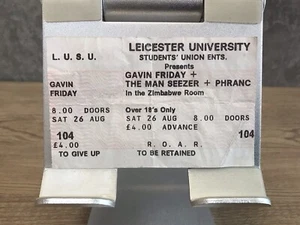 L. U. S. U.
GAVIN
FRIDAY
8.00 DOORS
SAT 26 AUG
104
£4.00
TO GIVE UP
LEICESTER UNIVERSITY
STUDENTS' UNION ENTS.
Presents
GAVIN FRIDAY +
THE MAN SEEZER + PHRANC
In the Zimbabwe Room
Over 18's Only
SAT 26 AUG 8.00 DOORS
£4.00 ADVANCE
104
R. O. A. R.
TO BE RETAINED